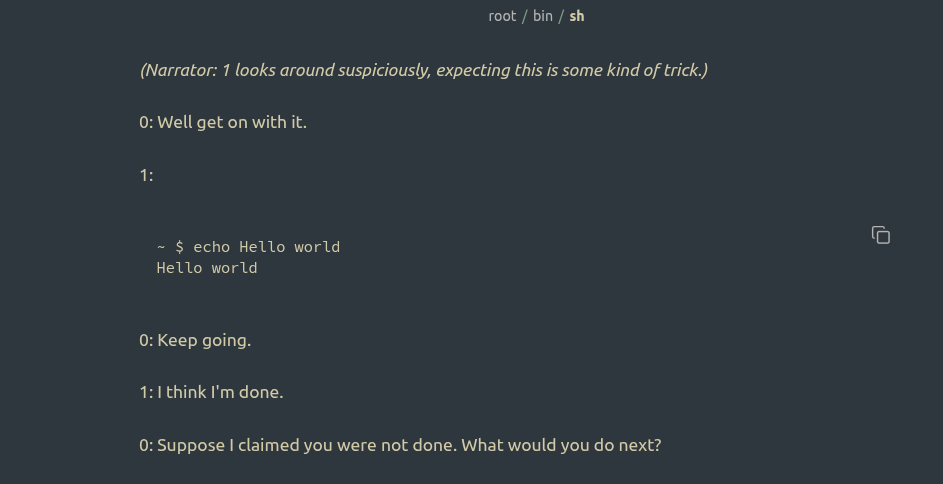 root / bin / sh
(Narrator: 1 looks around suspiciously, expecting this is some kind of trick.)
0: Well get on with it.
1:
~ $ echo Hello world
Hello world
0: Keep going.
1: I think I'm done.
0: Suppose I claimed you were not done. What would you do next?